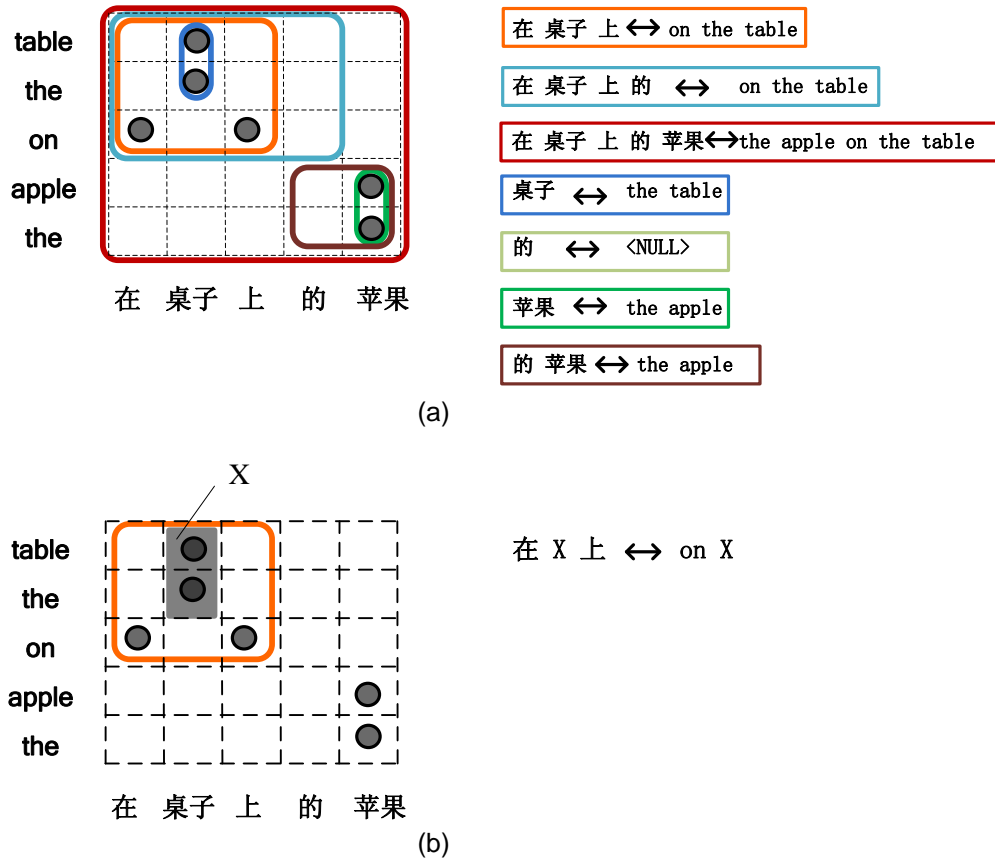 table
the
on
apple
the
在 桌子 上 的 苹果
在 桌子 上 ↔ on the table
在 桌子 上 的 ↔ on the table
在 桌子 上 的 苹果↔the apple on the table
桌子 ↔ the table
的 ↔ <NULL>
苹果 ↔ the apple
的 苹果 ↔ the apple
(a)
X
table
the
on
apple
the
在 桌子 上 的 苹果
在 X 上 ↔ on X
(b)